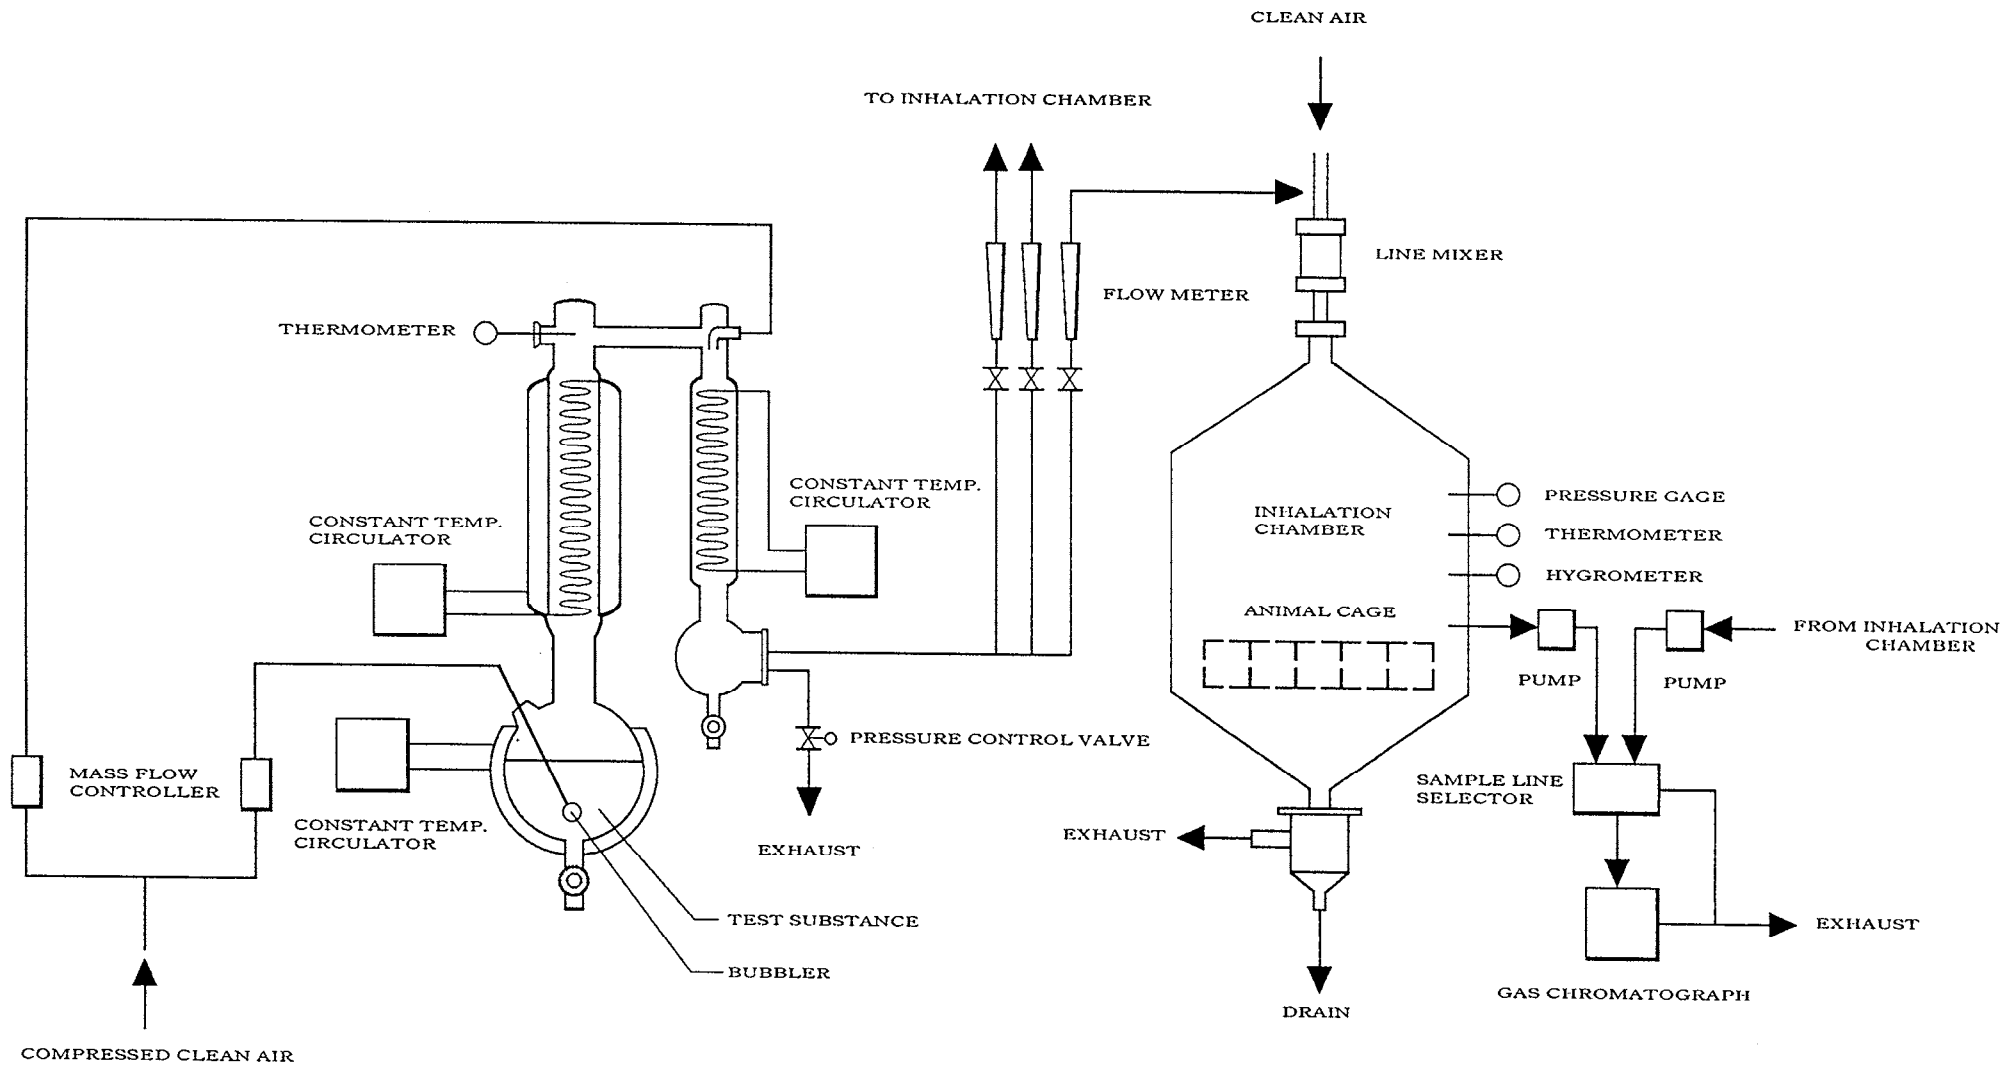 CLEAN AIR
TO INHALATION CHAMBER
LINE MIXER
FLOW METER
THERMOMETER
CONSTANT TEMP.
CIRCULATOR
CONSTANT TEMP.
CIRCULATOR
INHALATION
CHAMBER
PRESSURE GAGE
THERMOMETER
HYGROMETER
ANIMAL CAGE
FROM INHALATION
CHAMBER
PUMP
PUMP
PRESSURE CONTROL VALVE
MASS FLOW
CONTROLLER
SAMPLE LINE
SELECTOR
CONSTANT TEMP.
CIRCULATOR
EXHAUST
EXHAUST
TEST SUBSTANCE
EXHAUST
BUBBLER
GAS CHROMATOGRAPH
DRAIN
COMPRESSED CLEAN AIR